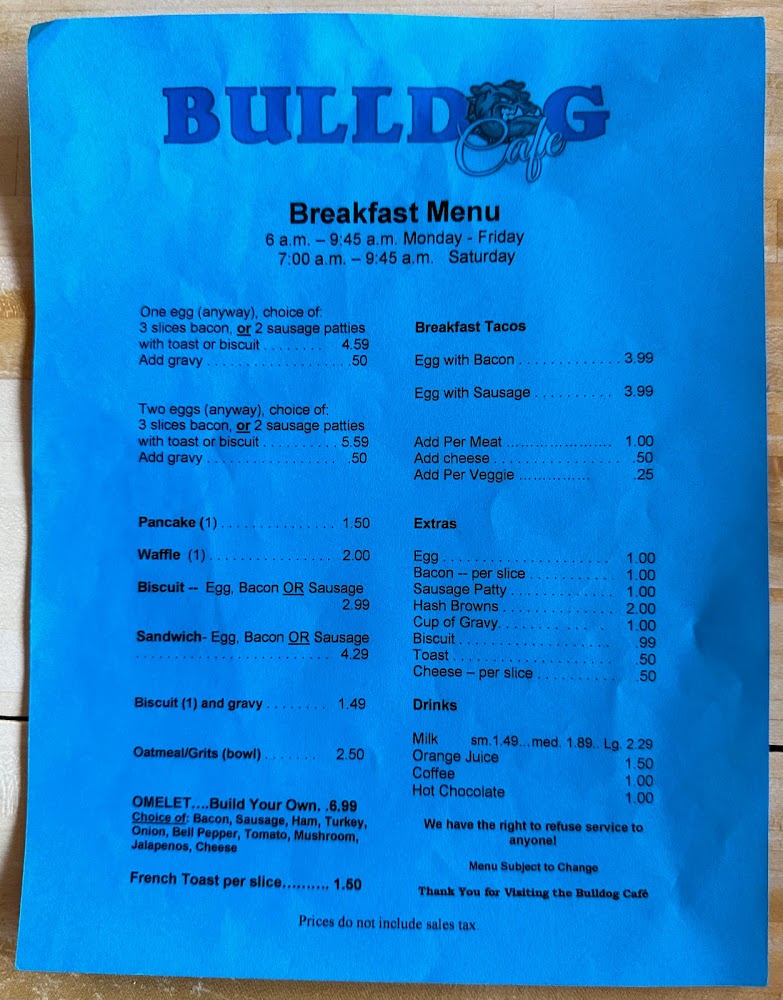 BULLDOG
Cafe
Breakfast Menu
6 a.m. – 9:45 a.m. Monday - Friday
7:00 a.m. – 9:45 a.m. Saturday
One egg (anyway), choice of:
3 slices bacon, or 2 sausage patties
with toast or biscuit . . . . . . . . 4.59
Add gravy . . . . . . . . . . . . . . . . . . .50
Two eggs (anyway), choice of:
3 slices bacon, or 2 sausage patties
with toast or biscuit . . . . . . . . . . 5.59
Add gravy . . . . . . . . . . . . . . . . . . .50
Pancake (1) . . . . . . . . . . . . . . . 1.50
Waffle (1) . . . . . . . . . . . . . . . . 2.00
Biscuit -- Egg, Bacon OR Sausage
2.99
Sandwich- Egg, Bacon OR Sausage
. . . . . . . . . . . . . . . . . . . . . . . . . . 4.29
Biscuit (1) and gravy . . . . . . . . 1.49
Oatmeal/Grits (bowl) . . . . . . . 2.50
OMELET....Build Your Own. .6.99
Choice of: Bacon, Sausage, Ham, Turkey,
Onion, Bell Pepper, Tomato, Mushroom,
Jalapenos, Cheese
French Toast per slice.......... 1.50
Breakfast Tacos
Egg with Bacon . . . . . . . . . . . . . . 3.99
Egg with Sausage . . . . . . . . . . 3.99
Add Per Meat ........................ 1.00
Add cheese . . . . . . . . . . . . . . . . . . .50
Add Per Veggie ................ .25
Extras
Egg . . . . . . . . . . . . . . . . . . . . . . 1.00
Bacon -- per slice . . . . . . . . . . . 1.00
Sausage Patty . . . . . . . . . . . . . . 1.00
Hash Browns . . . . . . . . . . . . . . 2.00
Cup of Gravy. . . . . . . . . . . . . . . 1.00
Biscuit . . . . . . . . . . . . . . . . . . . . .99
Toast . . . . . . . . . . . . . . . . . . . . . .50
Cheese – per slice . . . . . . . . . . .50
Drinks
Milk sm.1.49...med. 1.89.. Lg. 2.29
Orange Juice 1.50
Coffee 1.00
Hot Chocolate 1.00
We have the right to refuse service to
anyone!
Menu Subject to Change
Thank You for Visiting the Bulldog Café
Prices do not include sales tax